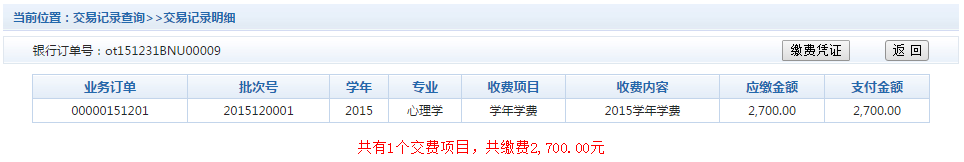 当前位置：交易记录查询>>交易记录明细
银行订单号：ot151231BNU00009 缴费凭证 返 回
业务订单 批次号 学年 专业 收费项目 收费内容 应缴金额 支付金额
00000151201 2015120001 2015 心理学 学年学费 2015学年学费 2,700.00 2,700.00
共有1个交费项目，共缴费2,700.00元